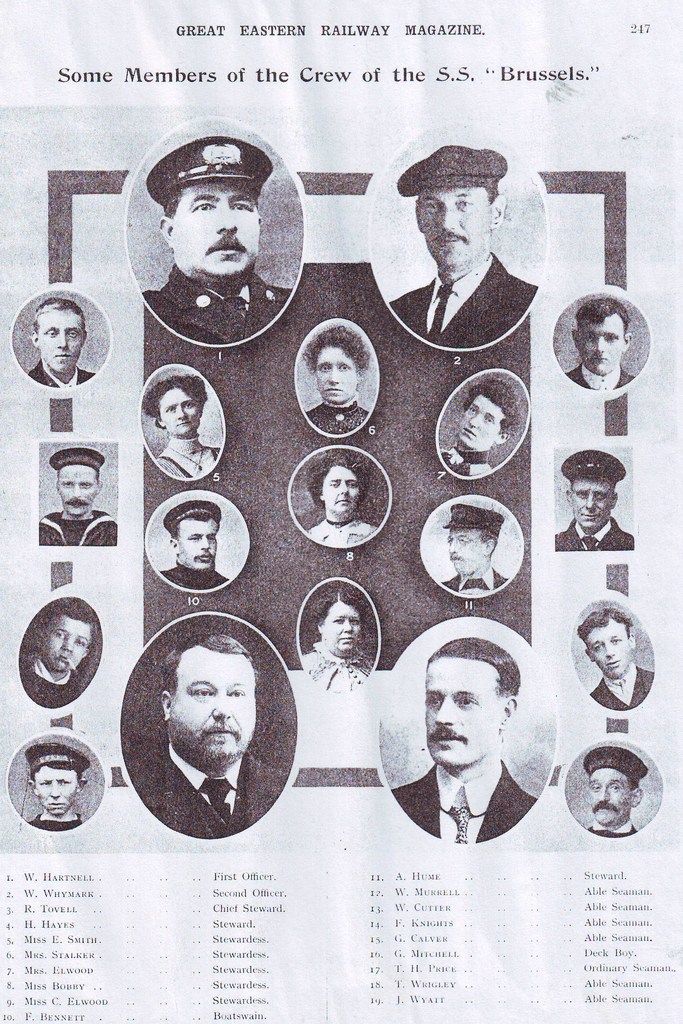 GREAT EASTERN RAILWAY MAGAZINE. 247
Some Members of the Crew of the S.S. "Brussels."
1
2
6
5
7
8
10
11
1. W. HARTNELL . .. .. .. First Officer.
2. W. WHYMARK . .. .. .. Second Officer.
3. R. TOVELL .. .. .. .. Chief Steward.
4. H. HAYES .. .. .. Steward.
5. MISS E. SMITH. .. .. .. Stewardess.
6. MRS. STALKER . .. .. .. Stewardess.
7. MRS. ELWOOD .. .. .. Stewardess.
8. MISS BOBBY .. .. .. .. Stewardess.
9. MISS C. ELWOOD .. .. .. Stewardess.
10. F. BENNETT . .. .. .. Boatswain.
11. A. HUME .. .. .. .. Steward.
12. W. MURRELL . .. .. .. Able Seaman.
13. W. CUTTER .. .. .. Able Seaman.
14. F. KNIGHTS .. .. .. Able Seaman.
15. G. CALVER .. .. .. Able Seaman.
16. G. MITCHELL . .. .. .. Deck Boy.
17. T. H. PRICE .. .. .. Ordinary Seaman..
18. T. WRIGLEY .. .. .. Able Seaman.
19. J. WYATT .. .. .. Able Seaman.